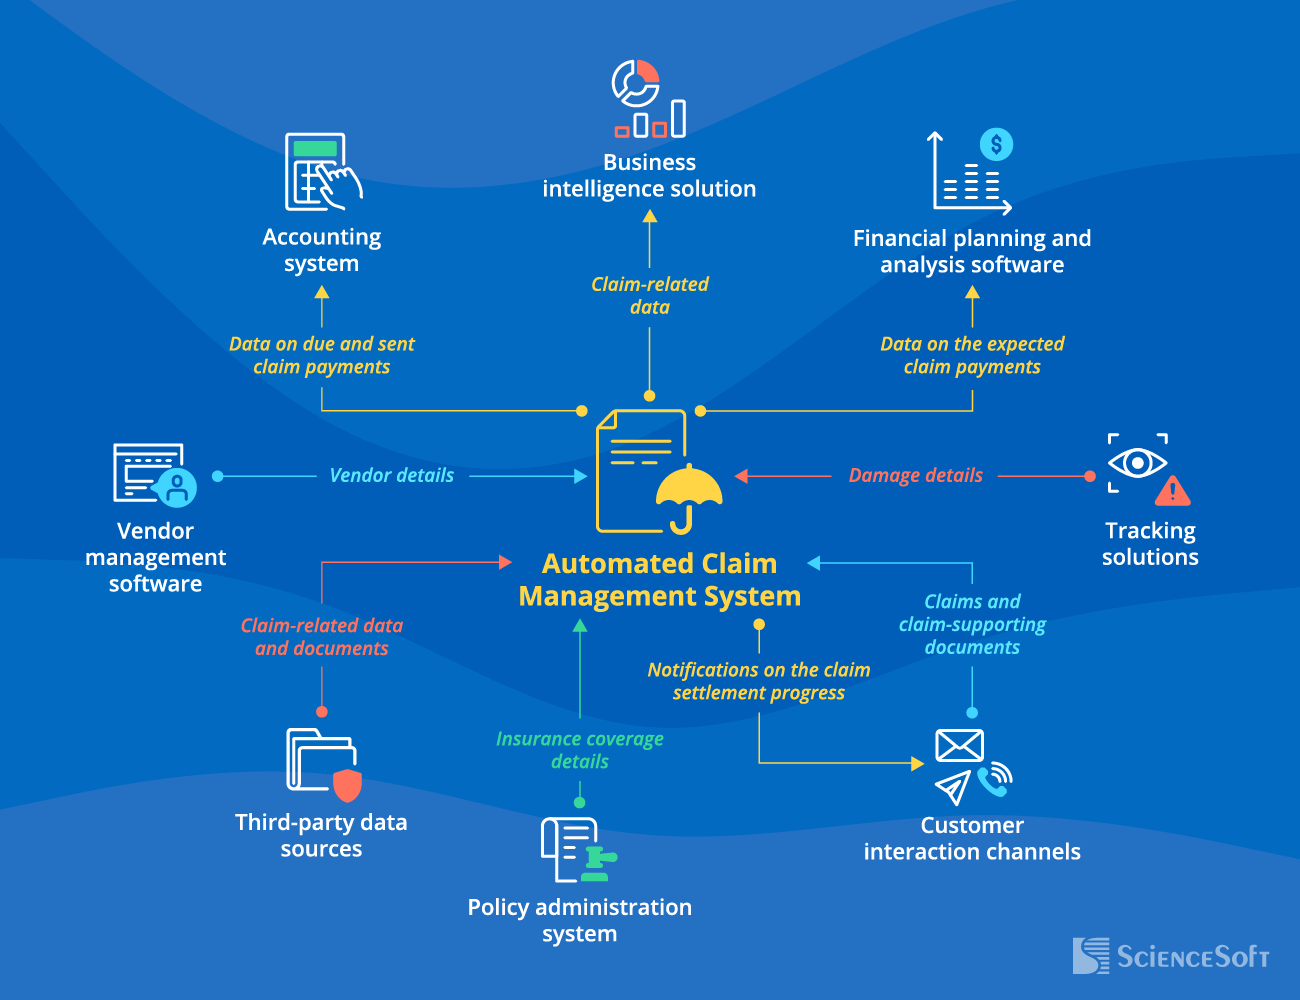 Business
intelligence solution
Accounting
system
Financial planning and
analysis software
Claim-related
data
Data on due and sent
claim payments
Data on the expected
claim payments
Vendor details
Damage details
Vendor
management
software
Tracking
solutions
Automated Claim
Management System
Claim-related data
and documents
Claims and
claim-supporting
documents
Notifications on the claim
settlement progress
Insurance coverage
details
Third-party data
sources
Customer
interaction channels
Policy administration
system
ScienceSoft
$
!